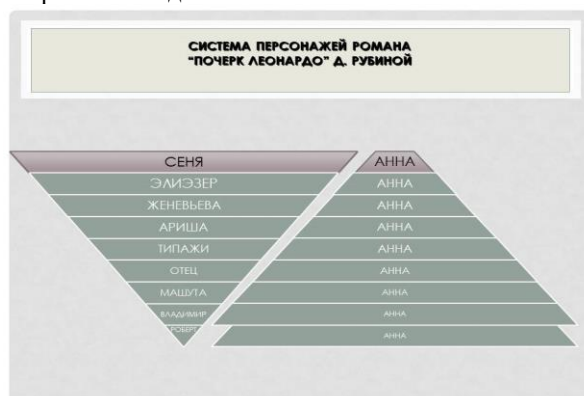 СИСТЕМА ПЕРСОНАЖЕЙ РОМАНА
“ПОЧЕРК ЛЕОНАРДО” Д. РУБИНОЙ
СЕНЯ АННА
ЭЛИЭЗЕР АННА
ЖЕНЕВЬЕВА АННА
АРИША АННА
ТИПАЖИ АННА
ОТЕЦ АННА
МАШУТА АННА
ВЛАДИМИР АННА
РОБЕРТ АННА